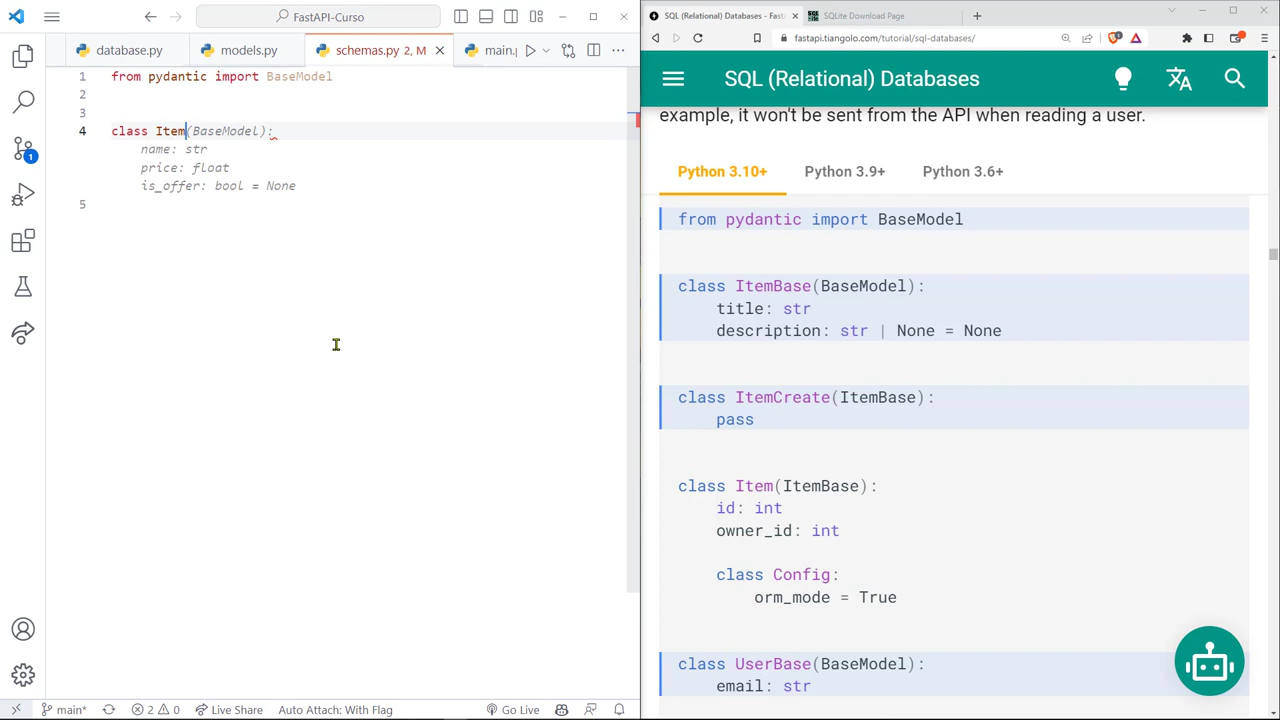 FastAPI-Curso
database.py
models.py
schemas.py 2, M
main.
1 from pydantic import BaseModel
2
3
4 class Item(BaseModel):
name: str
price: float
is_offer: bool = None
5
1
main*
2 0
Live Share
Auto Attach: With Flag
Go Live
SQL (Relational) Databases - Fast
SQLite Download Page
fastapi.tiangolo.com/tutorial/sql-databases/
SQL (Relational) Databases
example, it won't be sent from the API when reading a user.
Python 3.10+ Python 3.9+ Python 3.6+
from pydantic import BaseModel
class ItemBase(BaseModel):
title: str
description: str | None = None
class ItemCreate(ItemBase):
pass
class Item(ItemBase):
id: int
owner_id: int
class Config:
orm_mode = True
class UserBase(BaseModel):
email: str